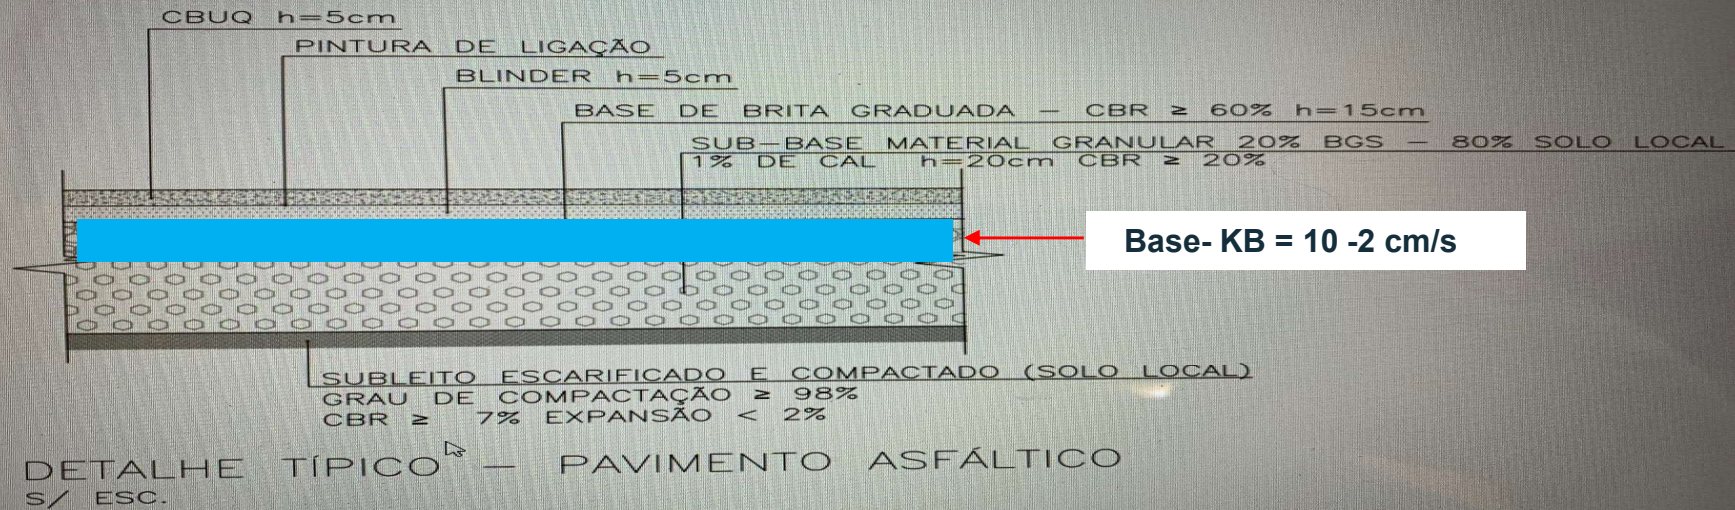 CBUQ h=5cm
PINTURA DE LIGAÇÃO
BLINDER h=5cm
BASE DE BRITA GRADUADA — CBR ≥ 60% h=15cm
SUB-BASE MATERIAL GRANULAR 20% BGS — 80% SOLO LOCAL
1% DE CAL h=20cm CBR ≥ 20%
Base- KB = 10 -2 cm/s
SUBLEITO ESCARIFICADO E COMPACTADO (SOLO LOCAL)
GRAU DE COMPACTAÇÃO ≥ 98%
CBR ≥ 7% EXPANSÃO < 2%
DETALHE TÍPICO — PAVIMENTO ASFÁLTICO
S/ ESC.